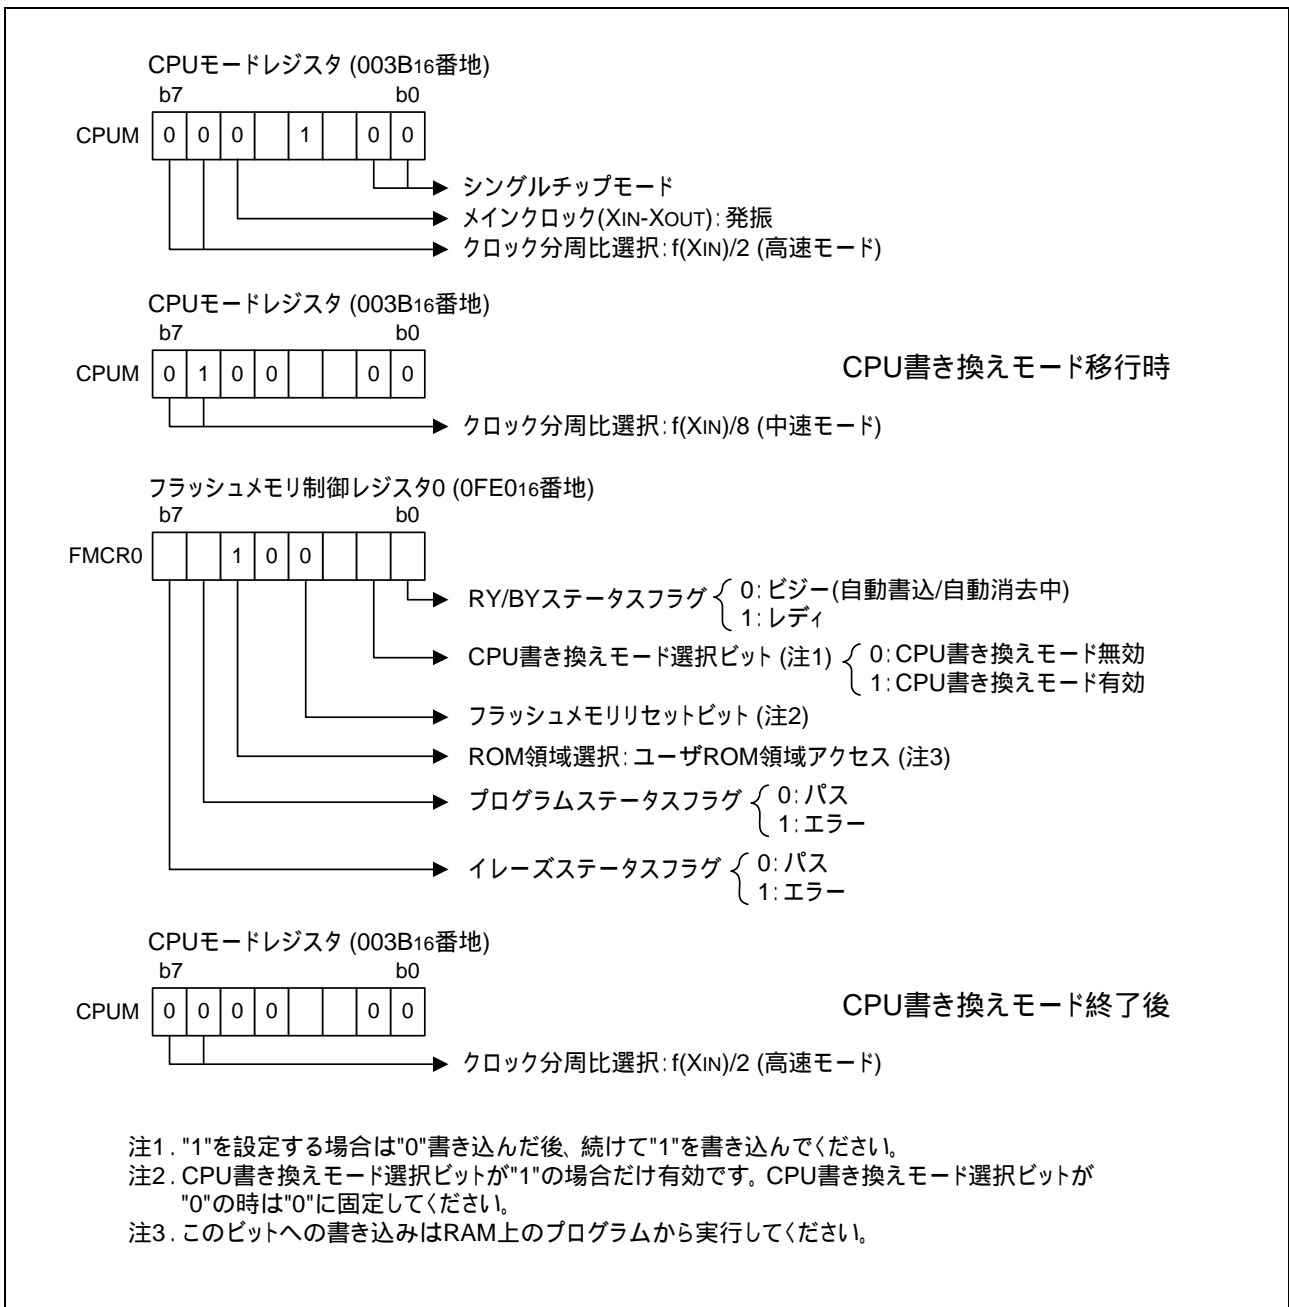 CPUモードレジスタ (003B16番地)
b7 b0
CPUM 0 0 0 1 0 0
シングルチップモード
メインクロック(XIN-XOUT):発振
クロック分周比選択:f(XIN)/2 (高速モード)
CPUモードレジスタ (003B16番地)
b7 b0
CPUM 0 1 0 0 0 0
CPU書き換えモード移行時
クロック分周比選択:f(XIN)/8 (中速モード)
フラッシュメモリ制御レジスタ0 (0FE016番地)
b7 b0
FMCR0 1 0 0
RY/BYステータスフラグ 0:ビジー(自動書込/自動消去中)
1:レディ
CPU書き換えモード選択ビット (注1) 0:CPU書き換えモード無効
1:CPU書き換えモード有効
フラッシュメモリリセットビット (注2)
ROM領域選択:ユーザROM領域アクセス (注3)
プログラムステータスフラグ 0:パス
1:エラー
イレーズステータスフラグ 0:パス
1:エラー
CPUモードレジスタ (003B16番地)
b7 b0
CPUM 0 0 0 0 0 0
CPU書き換えモード終了後
クロック分周比選択:f(XIN)/2 (高速モード)
注1."1"を設定する場合は"0"書き込んだ後、続けて"1"を書き込んでください。
注2.CPU書き換えモード選択ビットが"1"の場合だけ有効です。CPU書き換えモード選択ビットが
"0"の時は"0"に固定してください。
注3.このビットへの書き込みはRAM上のプログラムから実行してください。